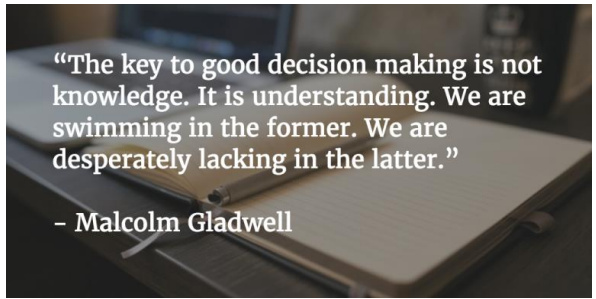 “The key to good decision making is not
knowledge. It is understanding. We are
swimming in the former. We are
desperately lacking in the latter.”
– Malcolm Gladwell